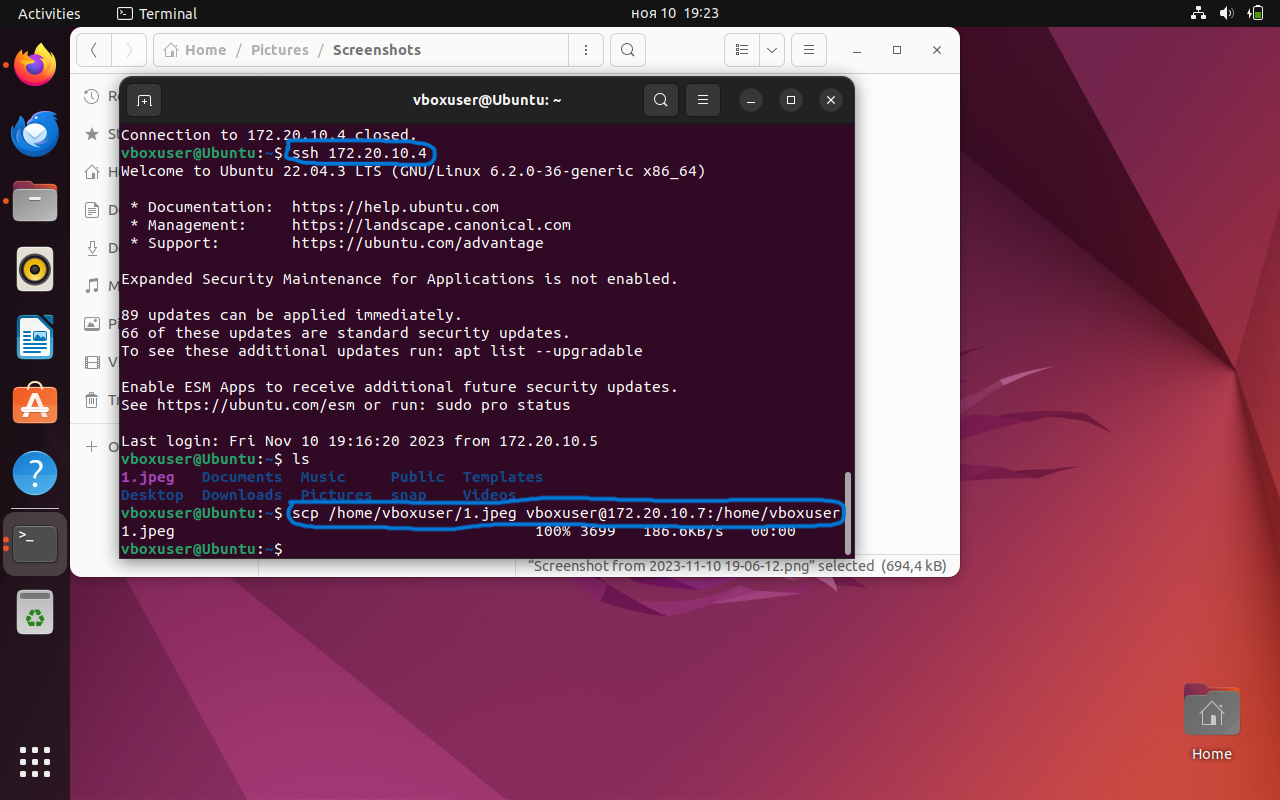 Activities
Terminal
ноя 10 19:23
Home / Pictures / Screenshots
vboxuser@Ubuntu: ~
Connection to 172.20.10.4 closed.
vboxuser@Ubuntu:~$ ssh 172.20.10.4
Welcome to Ubuntu 22.04.3 LTS (GNU/Linux 6.2.0-36-generic x86_64)
* Documentation: https://help.ubuntu.com
* Management: https://landscape.canonical.com
* Support: https://ubuntu.com/advantage
Expanded Security Maintenance for Applications is not enabled.
89 updates can be applied immediately.
66 of these updates are standard security updates.
To see these additional updates run: apt list --upgradable
Enable ESM Apps to receive additional future security updates.
See https://ubuntu.com/esm or run: sudo pro status
Last login: Fri Nov 10 19:16:20 2023 from 172.20.10.5
vboxuser@Ubuntu:~$ ls
1.jpeg Documents Music Public Templates
Desktop Downloads Pictures snap Videos
vboxuser@Ubuntu:~$ scp /home/vboxuser/1.jpeg vboxuser@172.20.10.7:/home/vboxuser
1.jpeg 100% 3699 186.6KB/s 00:00
vboxuser@Ubuntu:~$
“Screenshot from 2023-11-10 19-06-12.png” selected (694,4 kB)
Home